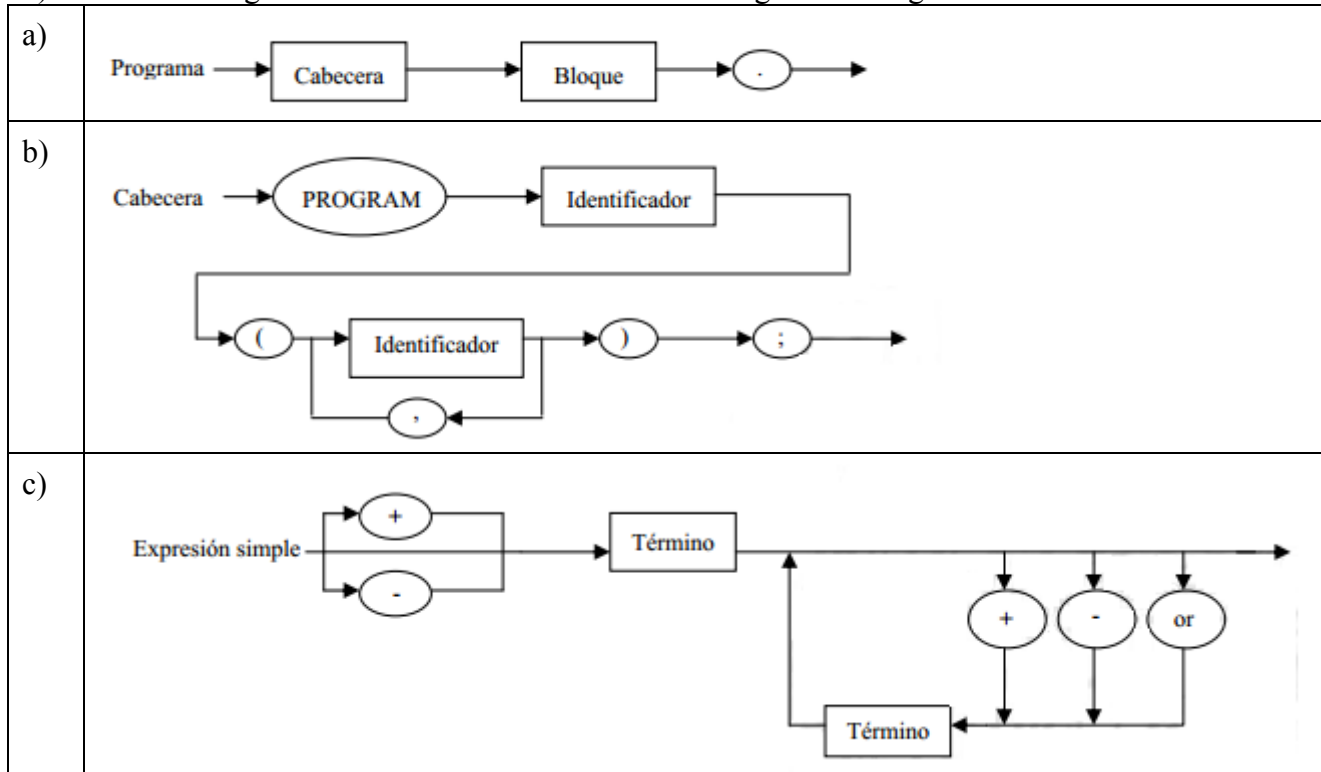 a)
Programa Cabecera Bloque .
b)
Cabecera PROGRAM Identificador
( Identificador ) ;
,
c)
+
Expresión simple Término
-
+ - or
Término